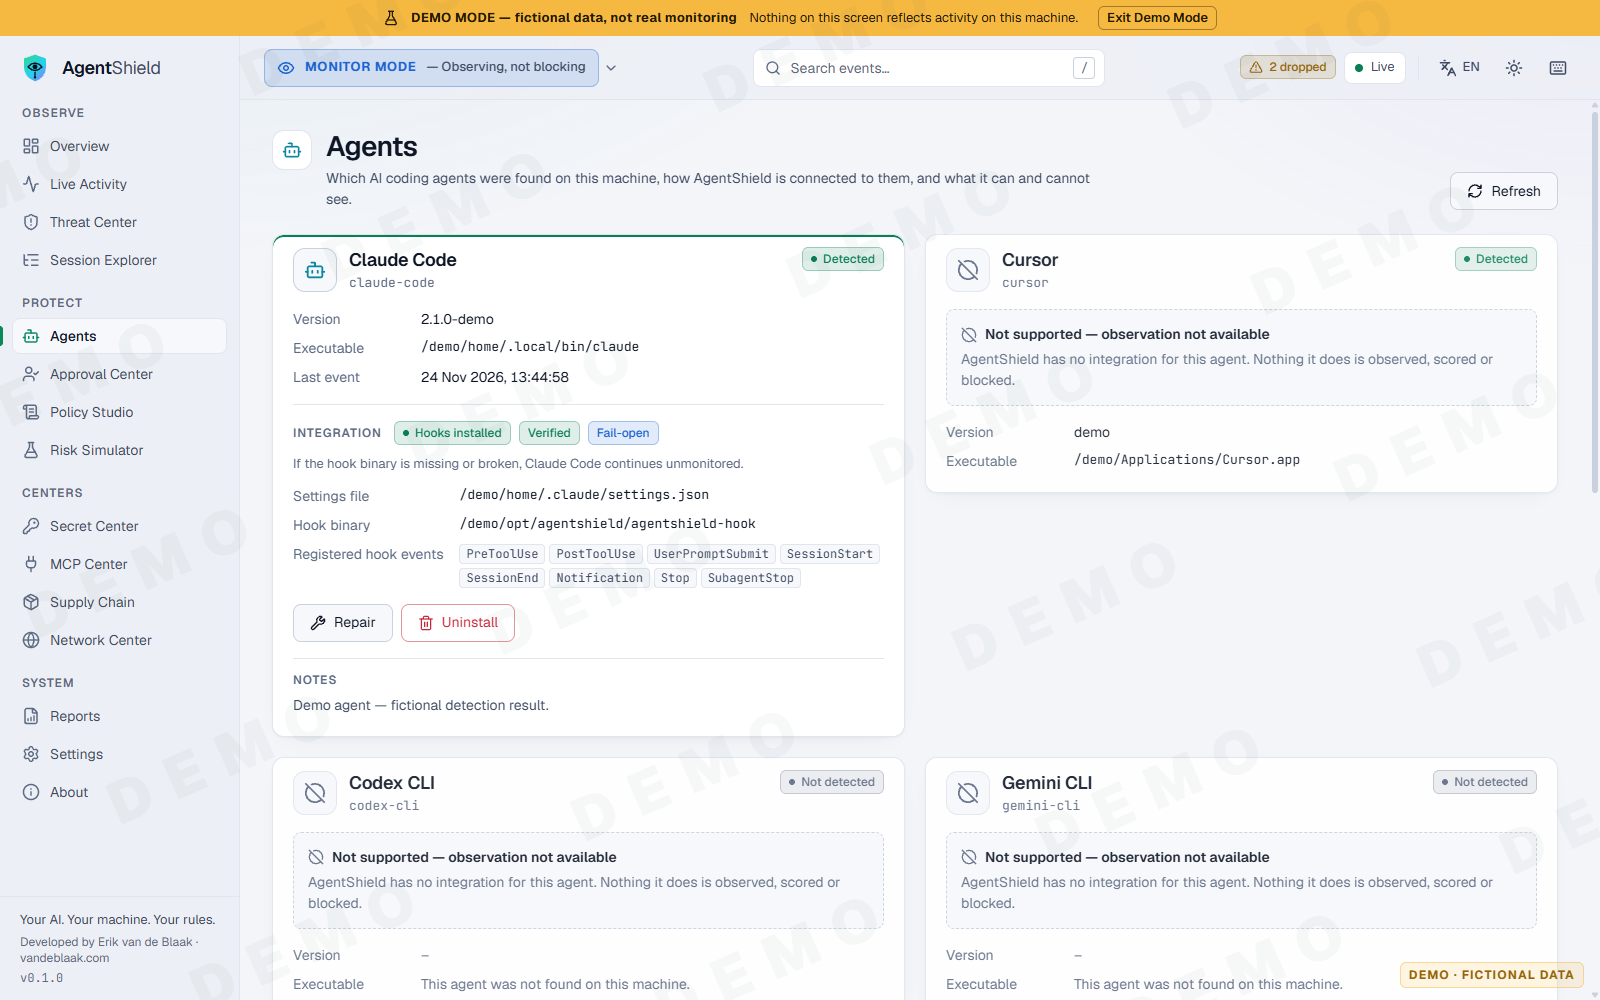 DEMO MODE — fictional data, not real monitoring Nothing on this screen reflects activity on this machine. Exit Demo Mode
AgentShield
MONITOR MODE — Observing, not blocking
Search events... /
2 dropped
Live
EN
OBSERVE
Overview
Live Activity
Threat Center
Session Explorer
PROTECT
Agents
Approval Center
Policy Studio
Risk Simulator
CENTERS
Secret Center
MCP Center
Supply Chain
Network Center
SYSTEM
Reports
Settings
About
Your AI. Your machine. Your rules.
Developed by Erik van de Blaak ·
vandeblaak.com
v0.1.0
Agents
Which AI coding agents were found on this machine, how AgentShield is connected to them, and what it can and cannot
see.
Refresh
Claude Code
claude-code
Detected
Version 2.1.0-demo
Executable /demo/home/.local/bin/claude
Last event 24 Nov 2026, 13:44:58
INTEGRATION Hooks installed Verified Fail-open
If the hook binary is missing or broken, Claude Code continues unmonitored.
Settings file /demo/home/.claude/settings.json
Hook binary /demo/opt/agentshield/agentshield-hook
Registered hook events PreToolUse PostToolUse UserPromptSubmit SessionStart
SessionEnd Notification Stop SubagentStop
Repair Uninstall
NOTES
Demo agent — fictional detection result.
Cursor
cursor
Detected
Not supported — observation not available
AgentShield has no integration for this agent. Nothing it does is observed, scored or
blocked.
Version demo
Executable /demo/Applications/Cursor.app
Codex CLI
codex-cli
Not detected
Not supported — observation not available
AgentShield has no integration for this agent. Nothing it does is observed, scored or
blocked.
Version –
Executable This agent was not found on this machine.
Gemini CLI
gemini-cli
Not detected
Not supported — observation not available
AgentShield has no integration for this agent. Nothing it does is observed, scored or
blocked.
Version –
Executable This agent was not found on this machine.
DEMO · FICTIONAL DATA
DEMO